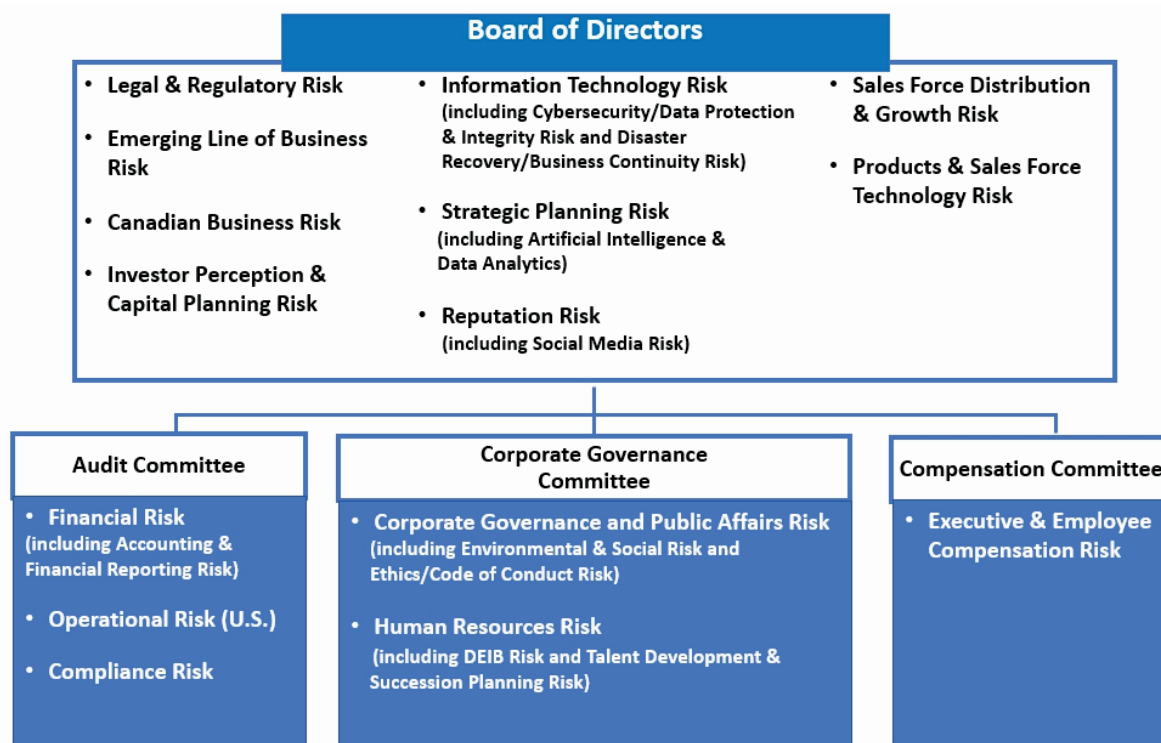 Board of Directors
• Legal & Regulatory Risk
• Emerging Line of Business
Risk
• Canadian Business Risk
• Investor Perception &
Capital Planning Risk
• Information Technology Risk
(including Cybersecurity/Data Protection
& Integrity Risk and Disaster
Recovery/Business Continuity Risk)
• Strategic Planning Risk
(including Artificial Intelligence &
Data Analytics)
• Reputation Risk
(including Social Media Risk)
• Sales Force Distribution
& Growth Risk
• Products & Sales Force
Technology Risk
Audit Committee
• Financial Risk
(including Accounting &
Financial Reporting Risk)
• Operational Risk (U.S.)
• Compliance Risk
Corporate Governance
Committee
• Corporate Governance and Public Affairs Risk
(including Environmental & Social Risk and
Ethics/Code of Conduct Risk)
• Human Resources Risk
(including DEIB Risk and Talent Development &
Succession Planning Risk)
Compensation Committee
• Executive & Employee
Compensation Risk